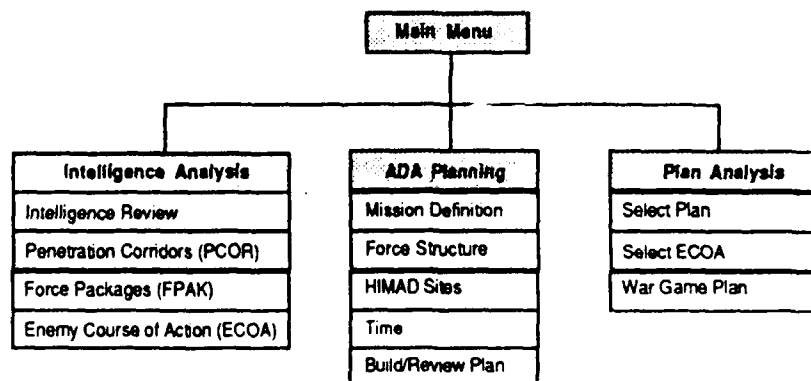 Main Menu
Intelligence Analysis
Intelligence Review
Penetration Corridors (PCOR)
Force Packages (FPAK)
Enemy Course of Action (ECOA)
ADA Planning
Mission Definition
Force Structure
HIMAD Sites
Time
Build/Review Plan
Plan Analysis
Select Plan
Select ECOA
War Game Plan